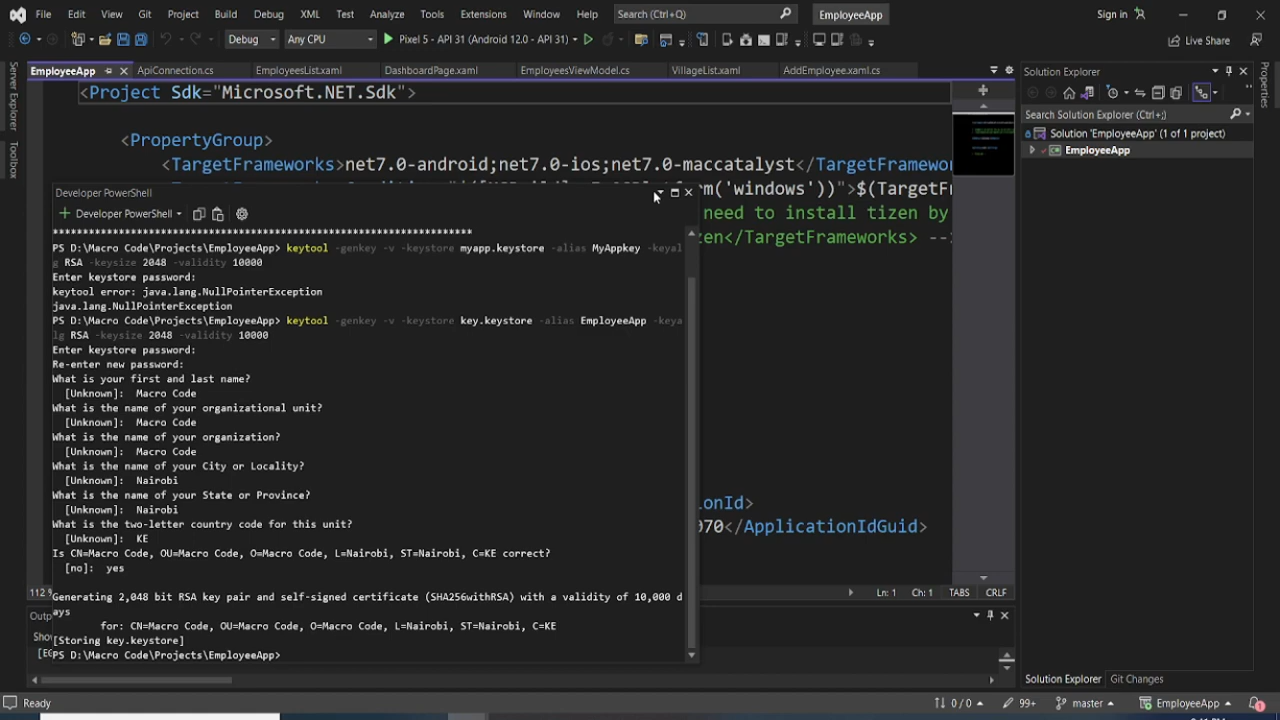 File Edit View Git Project Build Debug XML Test Analyze Tools Extensions Window Help Search (Ctrl+Q) EmployeeApp Sign in
Debug Any CPU Pixel 5 - API 31 (Android 12.0 - API 31) Live Share
EmployeeApp ApiConnection.cs EmployeesList.xaml DashboardPage.xaml EmployeesViewModel.cs VillageList.xaml AddEmployee.xaml.cs
Server Explorer
Toolbox
<Project Sdk="Microsoft.NET.Sdk">
<PropertyGroup>
<TargetFrameworks>net7.0-android;net7.0-ios;net7.0-maccatalyst</TargetFramewo
('windows'))">$(TargetF
need to install tizen by
</TargetFrameworks> --
Developer PowerShell
+ Developer PowerShell
**********************************************************************
PS D:\Macro Code\Projects\EmployeeApp> keytool -genkey -v -keystore myapp.keystore -alias MyAppkey -keyal
g RSA -keysize 2048 -validity 10000
Enter keystore password:
keytool error: java.lang.NullPointerException
java.lang.NullPointerException
PS D:\Macro Code\Projects\EmployeeApp> keytool -genkey -v -keystore key.keystore -alias EmployeeApp -keya
lg RSA -keysize 2048 -validity 10000
Enter keystore password:
Re-enter new password:
What is your first and last name?
[Unknown]: Macro Code
What is the name of your organizational unit?
[Unknown]: Macro Code
What is the name of your organization?
[Unknown]: Macro Code
What is the name of your City or Locality?
[Unknown]: Nairobi
What is the name of your State or Province?
[Unknown]: Nairobi
What is the two-letter country code for this unit?
[Unknown]: KE
Is CN=Macro Code, OU=Macro Code, O=Macro Code, L=Nairobi, ST=Nairobi, C=KE correct?
[no]: yes
Generating 2,048 bit RSA key pair and self-signed certificate (SHA256withRSA) with a validity of 10,000 d
ays
for: CN=Macro Code, OU=Macro Code, O=Macro Code, L=Nairobi, ST=Nairobi, C=KE
[Storing key.keystore]
PS D:\Macro Code\Projects\EmployeeApp>
onId>
070</ApplicationIdGuid>
112 % Ln: 1 Ch: 1 TABS CRLF
Outp
Sho
Solution Explorer
Search Solution Explorer (Ctrl+;)
Solution 'EmployeeApp' (1 of 1 project)
EmployeeApp
Properties
Solution Explorer Git Changes
Ready 0 / 0 99+ master EmployeeApp 1